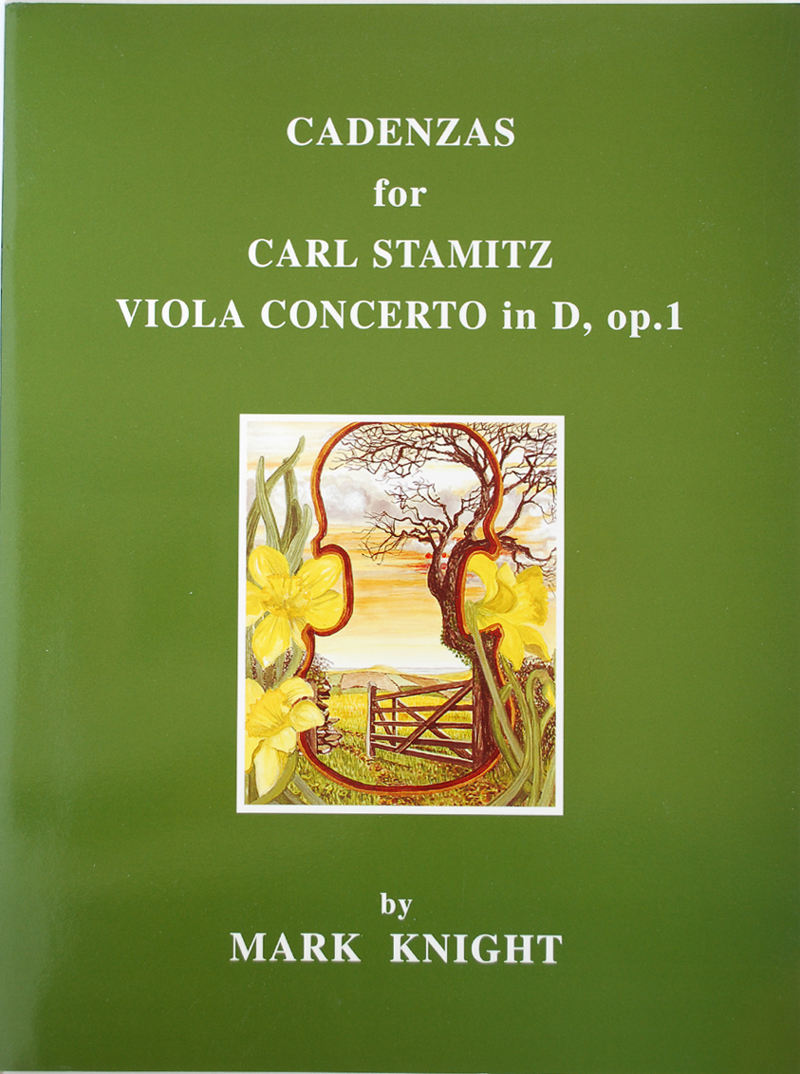 CADENZAS
for
CARL STAMITZ
VIOLA CONCERTO in D, op.1
by
MARK KNIGHT